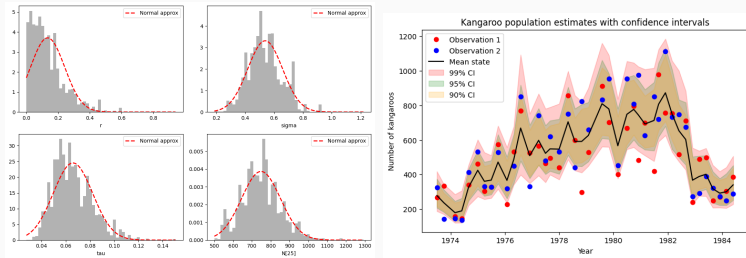 Normal approx
5
4
3
2
1
0
0.0
0.2
0.4
0.6
0.8
r
Normal approx
4
3
2
1
0
0.2
0.4
0.6
0.8
1.0
1.2
sigma
Normal approx
30
25
20
15
10
5
0
0.04
0.06
0.08
0.10
0.12
0.15
tau
Normal approx
0.005
0.004
0.003
0.002
0.001
0.000
500 600 700 800 900 1000 1100 1200 1300
N[25]
Kangaroo population estimates with confidence intervals
Observation 1
Observation 2
Mean state
99% CI
95% CI
90% CI
Number of kangaroos
1200
1000
800
600
400
200
1974
1976
1978
1980
1982
1984
Year